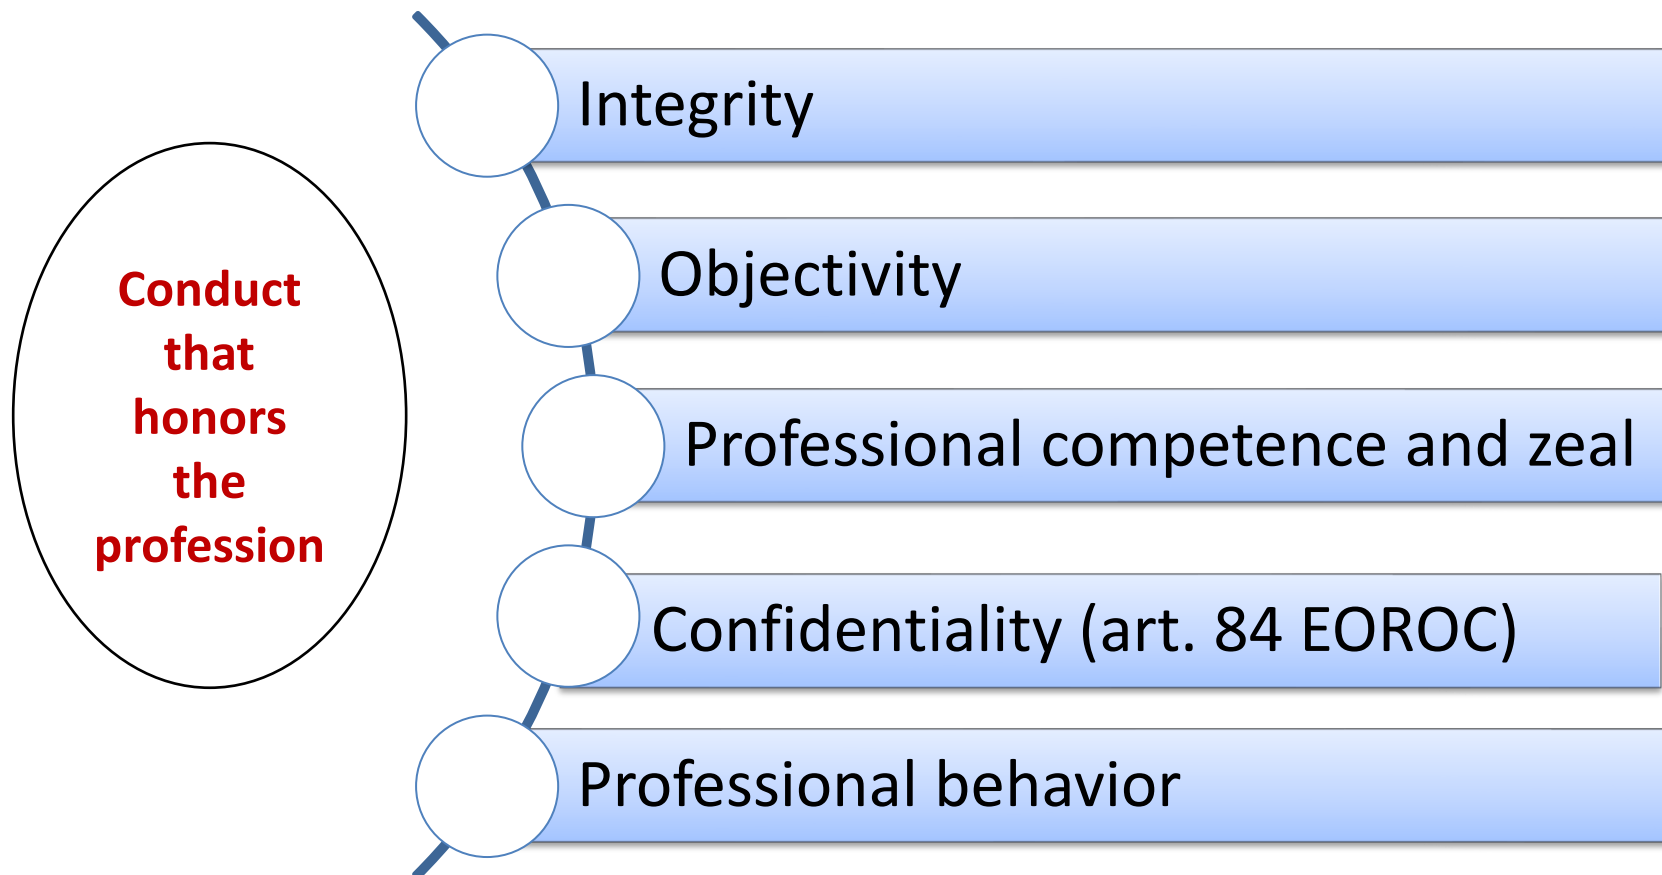 Conduct
that
honors
the
profession
Integrity
Objectivity
Professional competence and zeal
Confidentiality (art. 84 EOROC)
Professional behavior